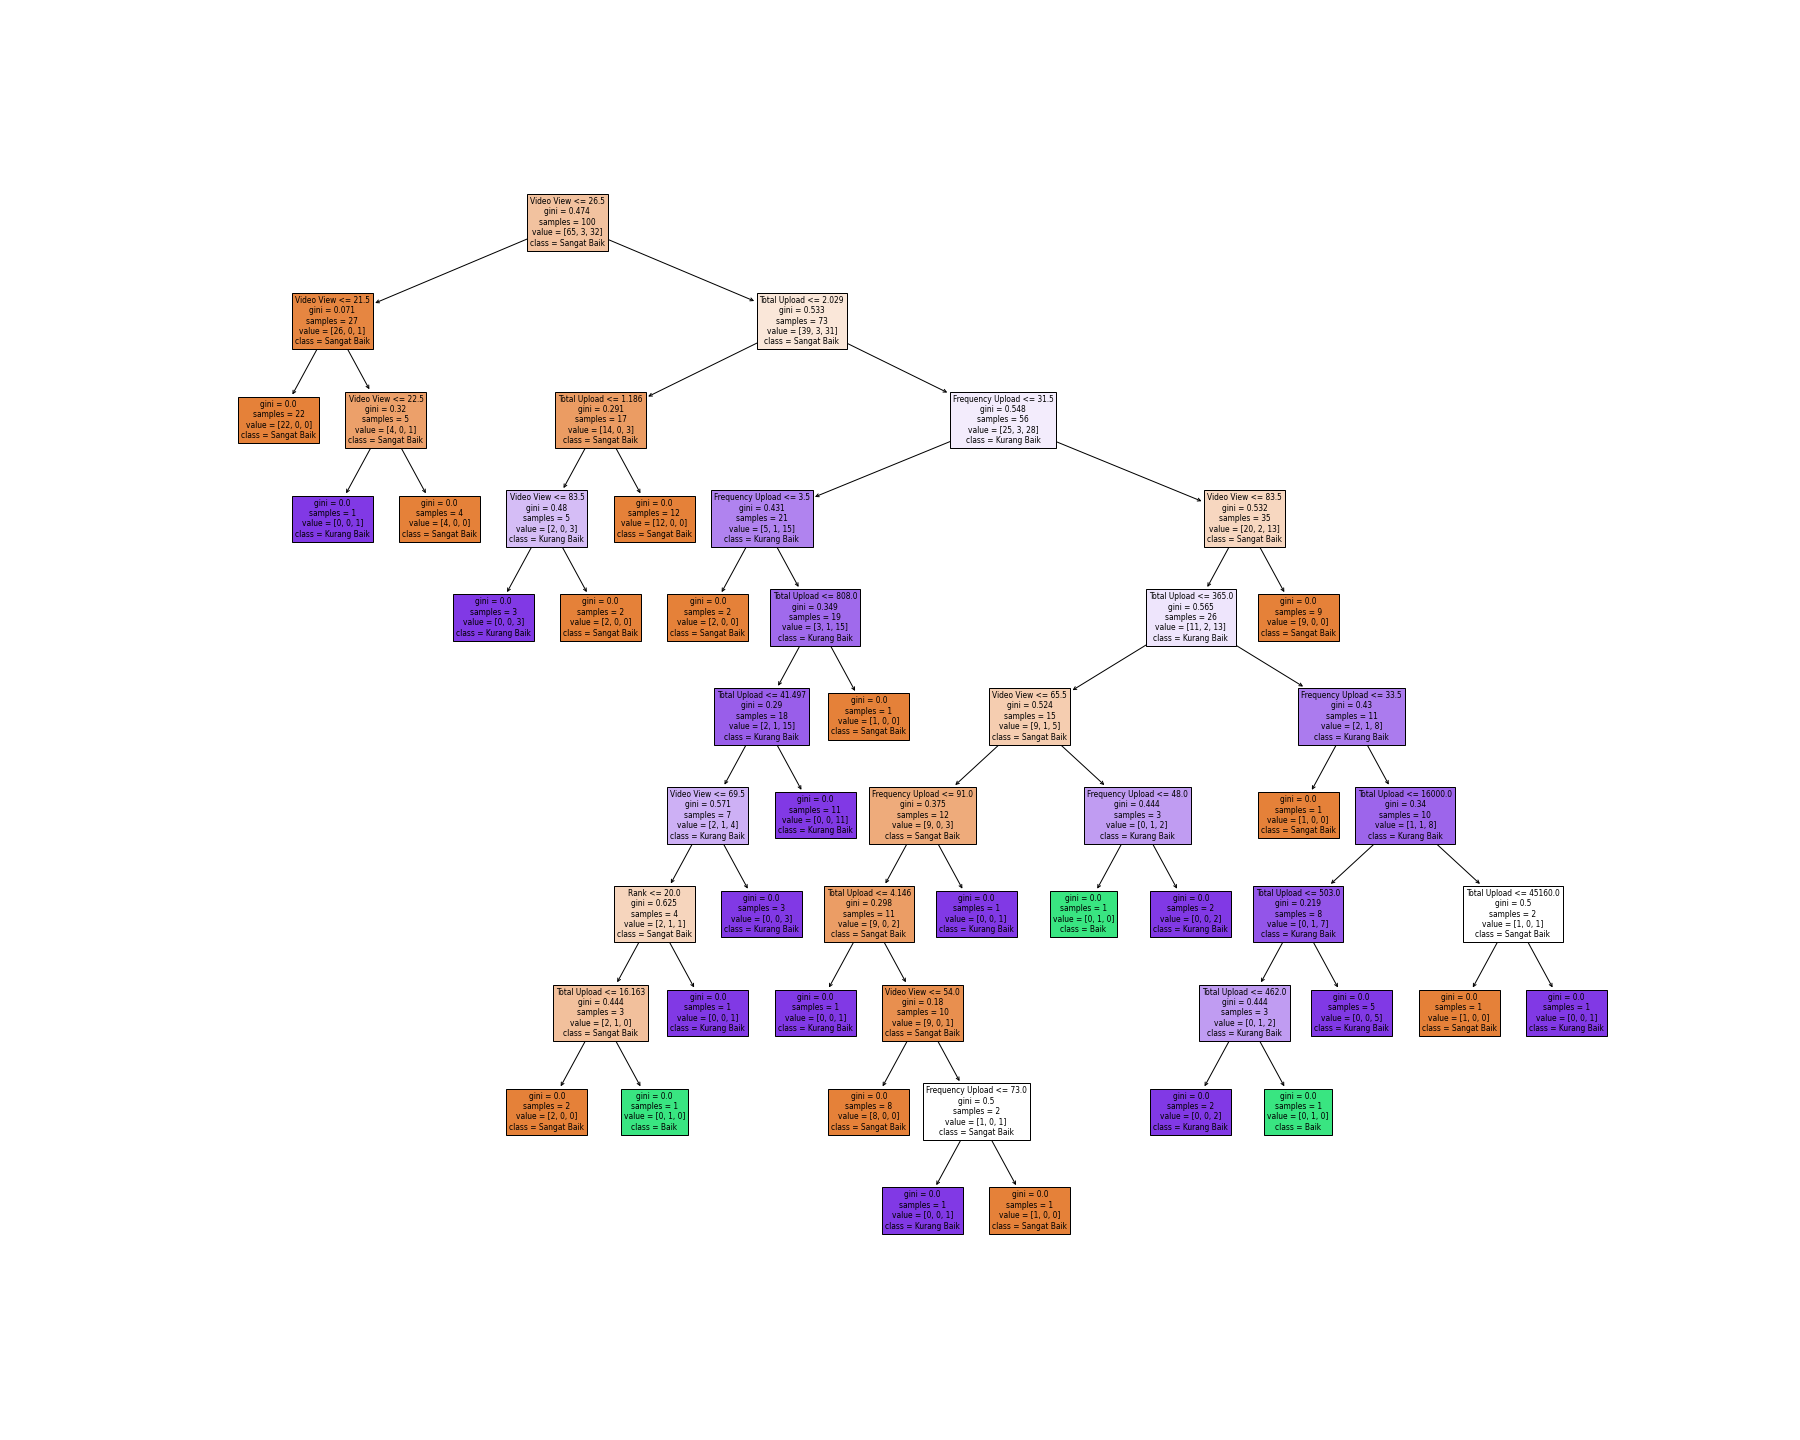 Video View <= 26.5
gini = 0.474
samples = 100
value = [65, 3, 32]
class = Sangat Baik
Video View <= 21.5
gini = 0.071
samples = 27
value = [26, 0, 1]
class = Sangat Baik
Total Upload <= 2.029
gini = 0.533
samples = 73
value = [39, 3, 31]
class = Sangat Baik
gini = 0.0
samples = 22
value = [22, 0, 0]
class = Sangat Baik
Video View <= 22.5
gini = 0.32
samples = 5
value = [4, 0, 1]
class = Sangat Baik
Total Upload <= 1.186
gini = 0.291
samples = 17
value = [14, 0, 3]
class = Sangat Baik
Frequency Upload <= 31.5
gini = 0.548
samples = 56
value = [25, 3, 28]
class = Kurang Baik
gini = 0.0
samples = 1
value = [0, 0, 1]
class = Kurang Baik
gini = 0.0
samples = 4
value = [4, 0, 0]
class = Sangat Baik
Video View <= 83.5
gini = 0.48
samples = 5
value = [2, 0, 3]
class = Kurang Baik
gini = 0.0
samples = 12
value = [12, 0, 0]
class = Sangat Baik
Frequency Upload <= 3.5
gini = 0.431
samples = 21
value = [5, 1, 15]
class = Kurang Baik
Video View <= 83.5
gini = 0.532
samples = 35
value = [20, 2, 13]
class = Sangat Baik
gini = 0.0
samples = 3
value = [0, 0, 3]
class = Kurang Baik
gini = 0.0
samples = 2
value = [2, 0, 0]
class = Sangat Baik
gini = 0.0
samples = 2
value = [2, 0, 0]
class = Sangat Baik
Total Upload <= 808.0
gini = 0.349
samples = 19
value = [3, 1, 15]
class = Kurang Baik
Total Upload <= 365.0
gini = 0.565
samples = 26
value = [11, 2, 13]
class = Kurang Baik
gini = 0.0
samples = 9
value = [9, 0, 0]
class = Sangat Baik
Total Upload <= 41.497
gini = 0.29
samples = 18
value = [2, 1, 15]
class = Kurang Baik
gini = 0.0
samples = 1
value = [1, 0, 0]
class = Sangat Baik
Video View <= 65.5
gini = 0.524
samples = 15
value = [9, 1, 5]
class = Sangat Baik
Frequency Upload <= 33.5
gini = 0.43
samples = 11
value = [2, 1, 8]
class = Kurang Baik
Video View <= 69.5
gini = 0.571
samples = 7
value = [2, 1, 4]
class = Kurang Baik
gini = 0.0
samples = 11
value = [0, 0, 11]
class = Kurang Baik
Frequency Upload <= 91.0
gini = 0.375
samples = 12
value = [9, 0, 3]
class = Sangat Baik
Frequency Upload <= 48.0
gini = 0.444
samples = 3
value = [0, 1, 2]
class = Kurang Baik
gini = 0.0
samples = 1
value = [1, 0, 0]
class = Sangat Baik
Total Upload <= 16000.0
gini = 0.34
samples = 10
value = [1, 1, 8]
class = Kurang Baik
Rank <= 20.0
gini = 0.625
samples = 4
value = [2, 1, 1]
class = Sangat Baik
gini = 0.0
samples = 3
value = [0, 0, 3]
class = Kurang Baik
Total Upload <= 4.146
gini = 0.298
samples = 11
value = [9, 0, 2]
class = Sangat Baik
gini = 0.0
samples = 1
value = [0, 0, 1]
class = Kurang Baik
gini = 0.0
samples = 1
value = [0, 1, 0]
class = Baik
gini = 0.0
samples = 2
value = [0, 0, 2]
class = Kurang Baik
Total Upload <= 503.0
gini = 0.219
samples = 8
value = [0, 1, 7]
class = Kurang Baik
Total Upload <= 45160.0
gini = 0.5
samples = 2
value = [1, 0, 1]
class = Sangat Baik
Total Upload <= 16.163
gini = 0.444
samples = 3
value = [2, 1, 0]
class = Sangat Baik
gini = 0.0
samples = 1
value = [0, 0, 1]
class = Kurang Baik
gini = 0.0
samples = 1
value = [0, 0, 1]
class = Kurang Baik
Video View <= 54.0
gini = 0.18
samples = 10
value = [9, 0, 1]
class = Sangat Baik
Total Upload <= 462.0
gini = 0.444
samples = 3
value = [0, 1, 2]
class = Kurang Baik
gini = 0.0
samples = 5
value = [0, 0, 5]
class = Kurang Baik
gini = 0.0
samples = 1
value = [1, 0, 0]
class = Sangat Baik
gini = 0.0
samples = 1
value = [0, 0, 1]
class = Kurang Baik
gini = 0.0
samples = 2
value = [2, 0, 0]
class = Sangat Baik
gini = 0.0
samples = 1
value = [0, 1, 0]
class = Baik
gini = 0.0
samples = 8
value = [8, 0, 0]
class = Sangat Baik
Frequency Upload <= 73.0
gini = 0.5
samples = 2
value = [1, 0, 1]
class = Sangat Baik
gini = 0.0
samples = 2
value = [0, 0, 2]
class = Kurang Baik
gini = 0.0
samples = 1
value = [0, 1, 0]
class = Baik
gini = 0.0
samples = 1
value = [0, 0, 1]
class = Kurang Baik
gini = 0.0
samples = 1
value = [1, 0, 0]
class = Sangat Baik